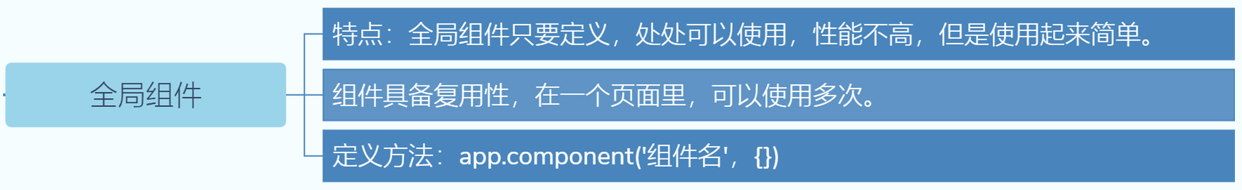 全局组件
特点：全局组件只要定义，处处可以使用，性能不高，但是使用起来简单。
组件具备复用性，在一个页面里，可以使用多次。
定义方法：app.component('组件名'，{})